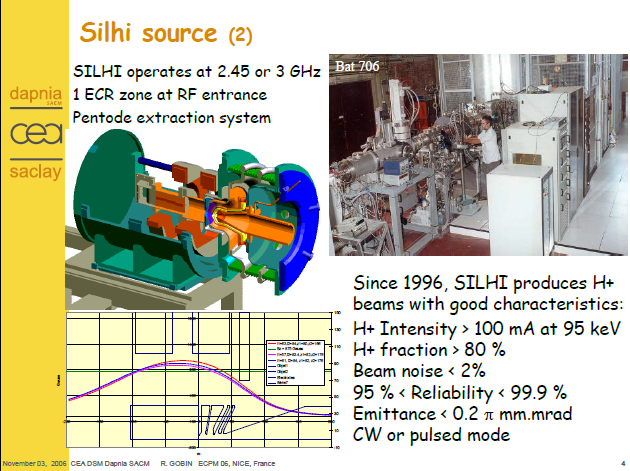 Silhi source (2)
SILHI operates at 2.45 or 3 GHz
1 ECR zone at RF entrance
Pentode extraction system
dapnia
SACM
cea
saclay
Bat 706
Since 1996, SILHI produces H+
beams with good characteristics:
H+ Intensity > 100 mA at 95 keV
H+ fraction > 80 %
Beam noise < 2%
95 % < Reliability < 99.9 %
Emittance < 0.2 π mm.mrad
CW or pulsed mode
November 03, 2006 CEA DSM Dapnia SACM R. GOBIN ECPM 06, NICE, France
4